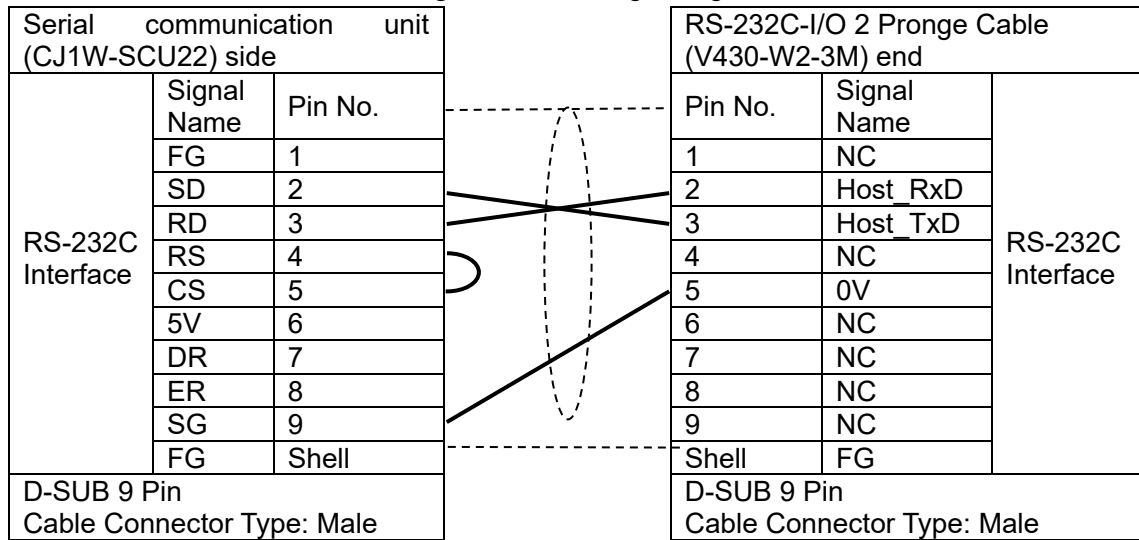 Serial communication unit
(CJ1W-SCU22) side
RS-232C
Interface
Signal
Name
Pin No.
FG 1
SD 2
RD 3
RS 4
CS 5
5V 6
DR 7
ER 8
SG 9
FG Shell
D-SUB 9 Pin
Cable Connector Type: Male
RS-232C-I/O 2 Pronge Cable
(V430-W2-3M) end
Pin No.
Signal
Name
1 NC
2 Host_RxD
3 Host_TxD
4 NC
5 0V
6 NC
7 NC
8 NC
9 NC
Shell FG
RS-232C
Interface
D-SUB 9 Pin
Cable Connector Type: Male